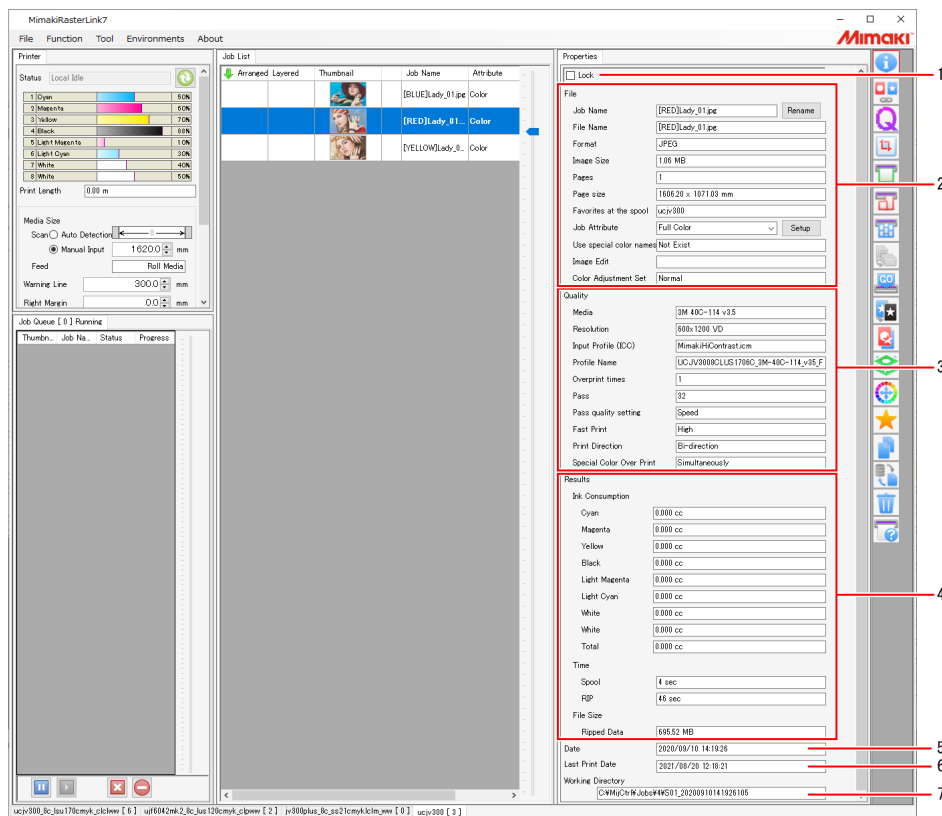 MimakiRasterLink7
File Function Tool Environments About
Mimaki
Printer
Status Local Idle
1 Cyan 50%
2 Magenta 60%
3 Yellow 70%
4 Black 88%
5 Light Magenta 10%
6 Light Cyan 30%
7 White 40%
8 White 50%
Print Length 0.00 m
Media Size
Scan Auto Detection 0
Manual Input 1620.0 mm
Feed Roll Media
Warning Line 300.0 mm
Right Margin 0.0 mm
Job Queue [ 0 ] Running
Thumbn... Job Na... Status Progress
Job List
Arranged Layered Thumbnail Job Name Attribute
[BLUE]Lady_01.jpg Color
[RED]Lady_01... Color
[YELLOW]Lady_0... Color
Properties
Lock
1
File
Job Name [RED]Lady_01.jpg Rename
File Name [RED]Lady_01.jpg
Format JPEG
Image Size 1.06 MB
Pages 1
Page size 1606.20 x 1071.03 mm
2
Favorites at the spool ucjv300
Job Attribute Full Color Setup
Use special color names Not Exist
Image Edit
Color Adjustment Set Normal
Quality
Media 3M 40C-114 v3.5
Resolution 600x1200 VD
Input Profile (ICC) MimakiHiContrast.icm
Profile Name UCJV3008CLUS1706C_3M-40C-114_v35_F
3
Overprint times 1
Pass 32
Pass quality setting Speed
Fast Print High
Print Direction Bi-direction
Special Color Over Print Simultaneously
Results
Ink Consumption
Cyan 0.000 cc
Magenta 0.000 cc
Yellow 0.000 cc
Black 0.000 cc
Light Magenta 0.000 cc
Light Cyan 0.000 cc
4
White 0.000 cc
White 0.000 cc
Total 0.000 cc
Time
Spool 4 sec
RIP 46 sec
File Size
Ripped Data 695.52 MB
Date 2020/09/10 14:19:26
5
Last Print Date 2021/08/20 12:18:21
6
Working Directory
C:¥MijCtrl¥Jobs¥4¥S01_20200910141926105
7
ucjv300_8c_lsu170cmyk_clclww [ 6 ] ujf6042mk2_8c_lus120cmyk_clpww [ 2 ] jv300plus_8c_ss21cmyklclm_ww [ 0 ] ucjv300 [ 3 ]